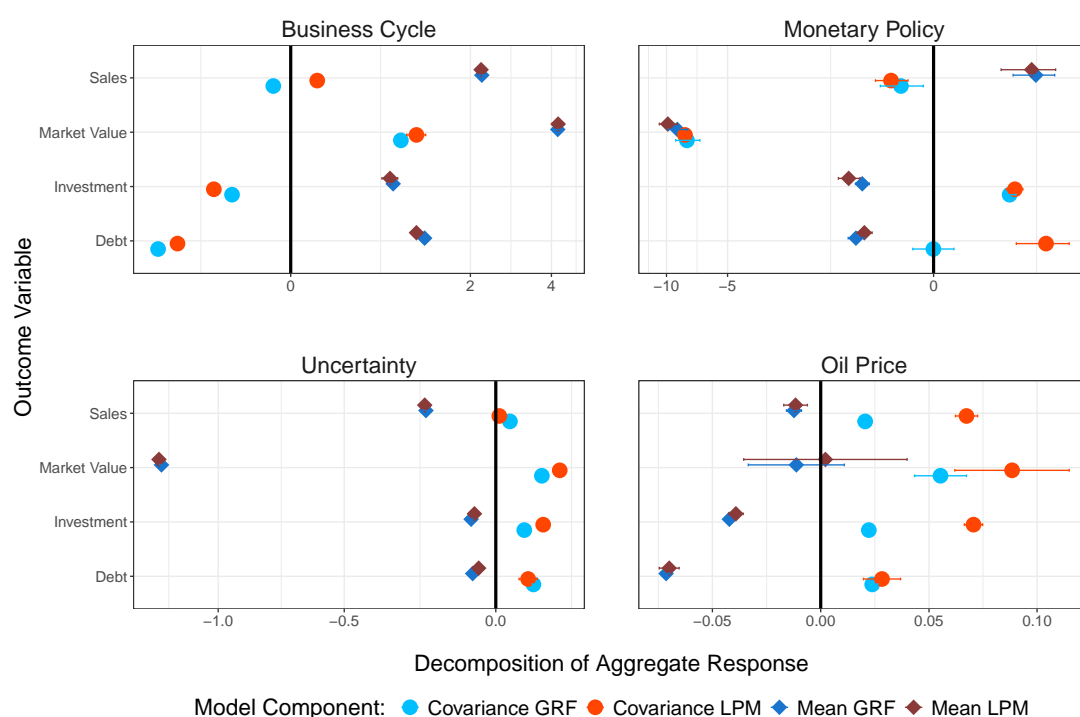 Business Cycle
Monetary Policy
Sales
Market Value
Investment
Debt
0
2
4
−10
−5
0
Outcome Variable
Uncertainty
Oil Price
Sales
Market Value
Investment
Debt
−1.0
−0.5
0.0
−0.05
0.00
0.05
0.10
Decomposition of Aggregate Response
Model Component: Covariance GRF Covariance LPM Mean GRF Mean LPM